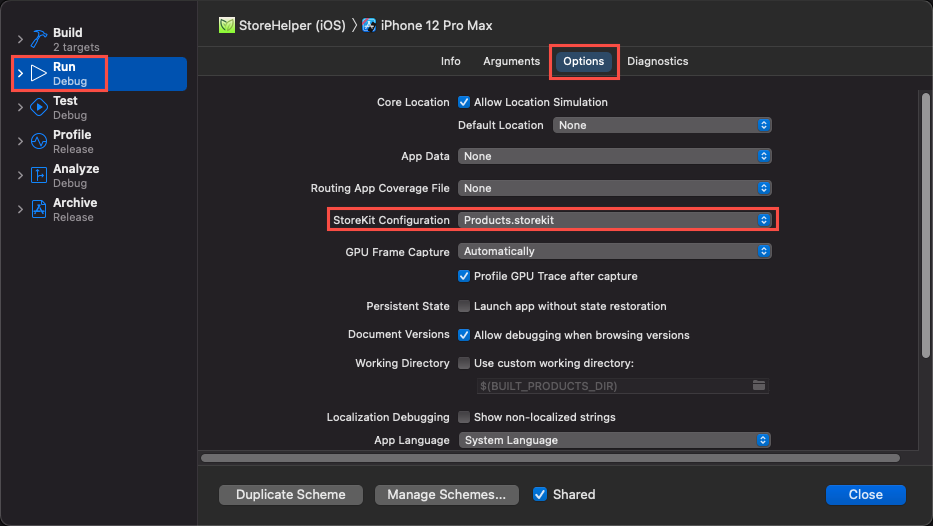 StoreHelper (iOS) 〉 iPhone 12 Pro Max
Build
2 targets
Run
Debug
Test
Debug
Profile
Release
Analyze
Debug
Archive
Release
Info Arguments Options Diagnostics
Core Location Allow Location Simulation
Default Location None
App Data None
Routing App Coverage File None
StoreKit Configuration Products.storekit
GPU Frame Capture Automatically
Profile GPU Trace after capture
Persistent State Launch app without state restoration
Document Versions Allow debugging when browsing versions
Working Directory Use custom working directory:
$(BUILT_PRODUCTS_DIR)
Localization Debugging Show non-localized strings
App Language System Language
Duplicate Scheme Manage Schemes... Shared Close